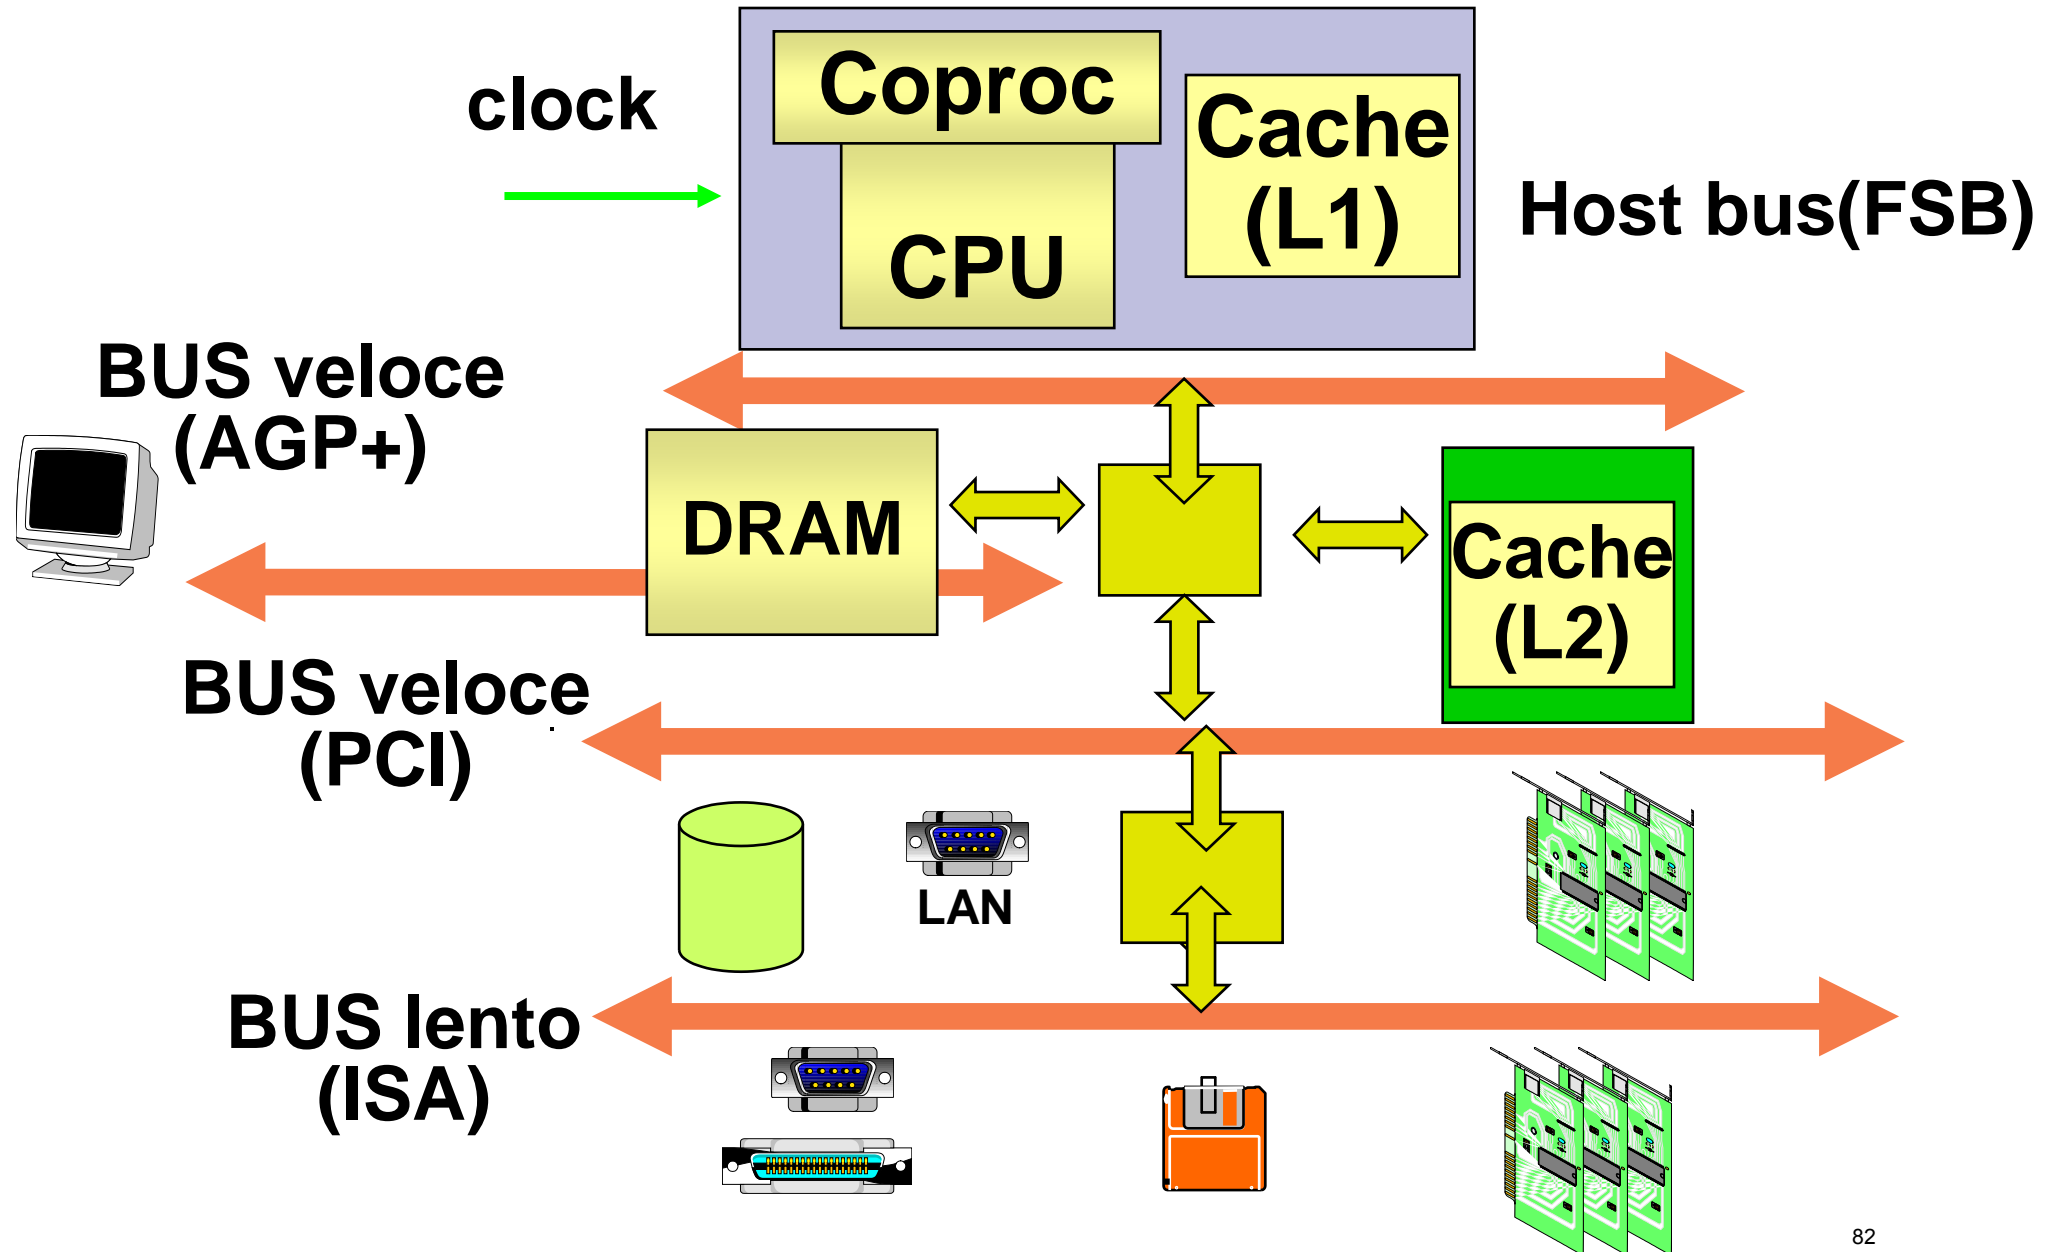 clock
Coproc
CPU
Cache
(L1)
Host bus(FSB)
BUS veloce
(AGP+)
DRAM
Cache
(L2)
BUS veloce
(PCI)
LAN
BUS lento
(ISA)
82